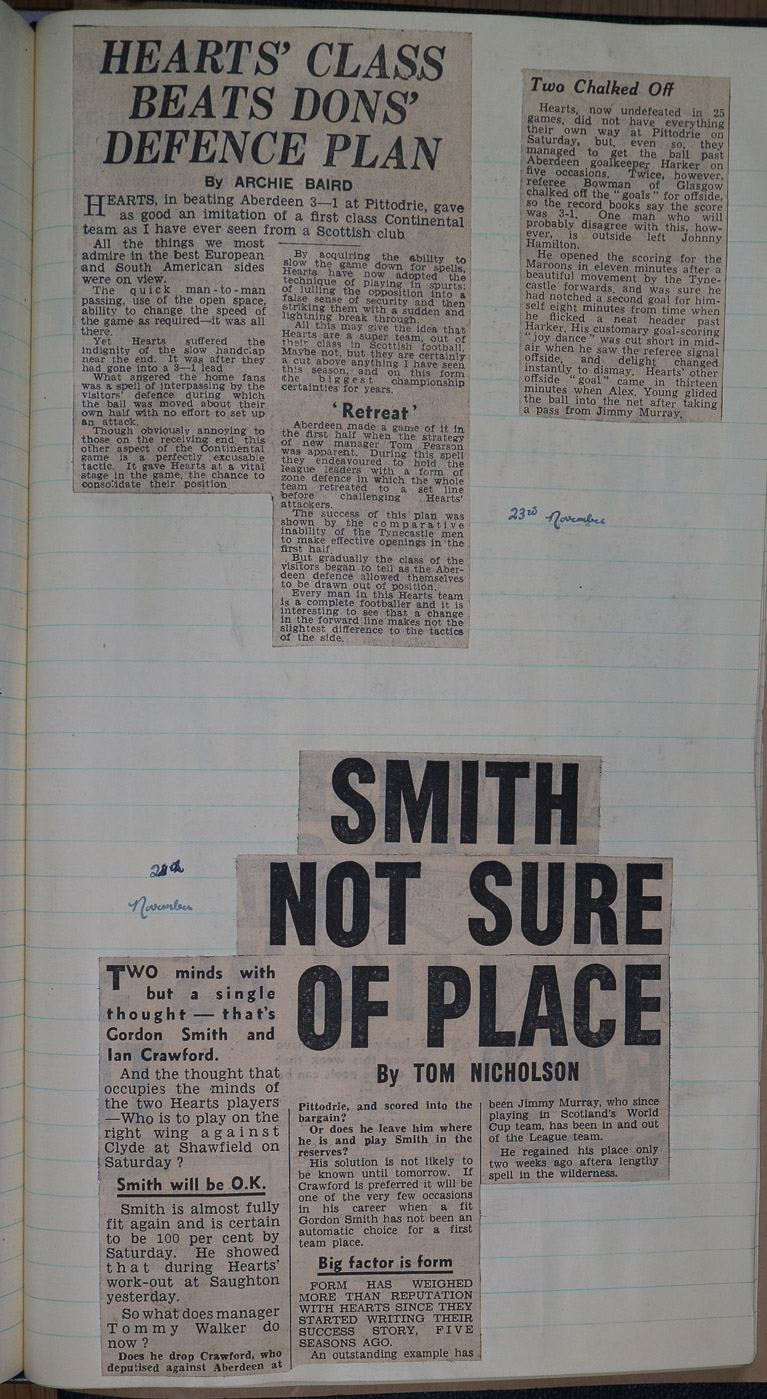 HEARTS' CLASS
BEATS DONS'
DEFENCE PLAN
By ARCHIE BAIRD
HEARTS, in beating Aberdeen 3—1 at Pittodrie, gave
as good an imitation of a first class Continental
team as I have ever seen from a Scottish club
All the things we most
admire in the best European
and South American sides
were on view.
The quick man-to-man
passing, use of the open space,
ability to change the speed of
the game as required—it was all
there.
Yet Hearts suffered the
indignity of the slow handclap
near the end. It was after they
had gone into a 3—1 lead
What angered the home fans
was a spell of interpassing by the
visitors' defence during which
the ball was moved about their
own half with no effort to set up
an attack.
Though obviously annoying to
those on the receiving end, this
other aspect of the Continental
game is a perfectly excusable
tactic. It gave Hearts at a vital
stage in the game, the chance to
consolidate their position
By acquiring the ability to
slow the game down for spells,
Hearts have now adopted the
technique of playing in spurts;
of lulling the opposition into a
false sense of security and then
striking them with a sudden and
lightning break through.
All this may give the idea that
Hearts are a super team, out of
their class in Scottish football.
Maybe not, but they are certainly
a cut above anything I have seen
this season, and on this form
the biggest championship
certainties for years.
'Retreat'
Aberdeen made a game of it in
the first half when the strategy
of new manager Tom Pearson
was apparent. During this spell
they endeavoured to hold the
league leaders with a form of
zone defence in which the whole
team retreated to a set line
before challenging Hearts'
attackers.
The success of this plan was
shown by the comparative
inability of the Tynecastle men
to make effective openings in the
first half.
But gradually the class of the
visitors began to tell as the Aber-
deen defence allowed themselves
to be drawn out of position.
Every man in this Hearts team
is a complete footballer and it is
interesting to see that a change
in the forward line makes not the
slightest difference to the tactics
of the side.
Two Chalked Off
Hearts, now undefeated in 25
games, did not have everything
their own way at Pittodrie on
Saturday, but, even so, they
managed to get the ball past
Aberdeen goalkeeper Harker on
five occasions. Twice, however,
referee Bowman of Glasgow
chalked off the "goals" for offside,
so the record books say the score
was 3-1. One man who will
probably disagree with this, how-
ever, is outside left Johnny
Hamilton.
He opened the scoring for the
Maroons in eleven minutes after a
beautiful movement by the Tyne-
castle forwards, and was sure he
had notched a second goal for him-
self eight minutes from time when
he flicked a neat header past
Harker. His customary goal-scoring
"joy dance" was cut short in mid-
air when he saw the referee signal
offside, and delight changed
instantly to dismay. Hearts' other
offside "goal" came in thirteen
minutes when Alex. Young glided
the ball into the net after taking
a pass from Jimmy Murray.
23rd November
28th
November
SMITH
NOT SURE
OF PLACE
By TOM NICHOLSON
TWO minds with
but a single
thought — that's
Gordon Smith and
Ian Crawford.
And the thought that
occupies the minds of
the two Hearts players
—Who is to play on the
right wing against
Clyde at Shawfield on
Saturday ?
Smith will be O.K.
Smith is almost fully
fit again and is certain
to be 100 per cent by
Saturday. He showed
that during Hearts'
work-out at Saughton
yesterday.
So what does manager
Tommy Walker do
now ?
Does he drop Crawford, who
deputised against Aberdeen at
Pittodrie, and scored into the
bargain?
Or does he leave him where
he is and play Smith in the
reserves?
His solution is not likely to
be known until tomorrow. If
Crawford is preferred it will be
one of the very few occasions
in his career when a fit
Gordon Smith has not been an
automatic choice for a first
team place.
Big factor is form
FORM HAS WEIGHED
MORE THAN REPUTATION
WITH HEARTS SINCE THEY
STARTED WRITING THEIR
SUCCESS STORY, FIVE
SEASONS AGO.
An outstanding example has
been Jimmy Murray, who since
playing in Scotland's World
Cup team, has been in and out
of the League team.
He regained his place only
two weeks ago aftera lengthy
spell in the wilderness.